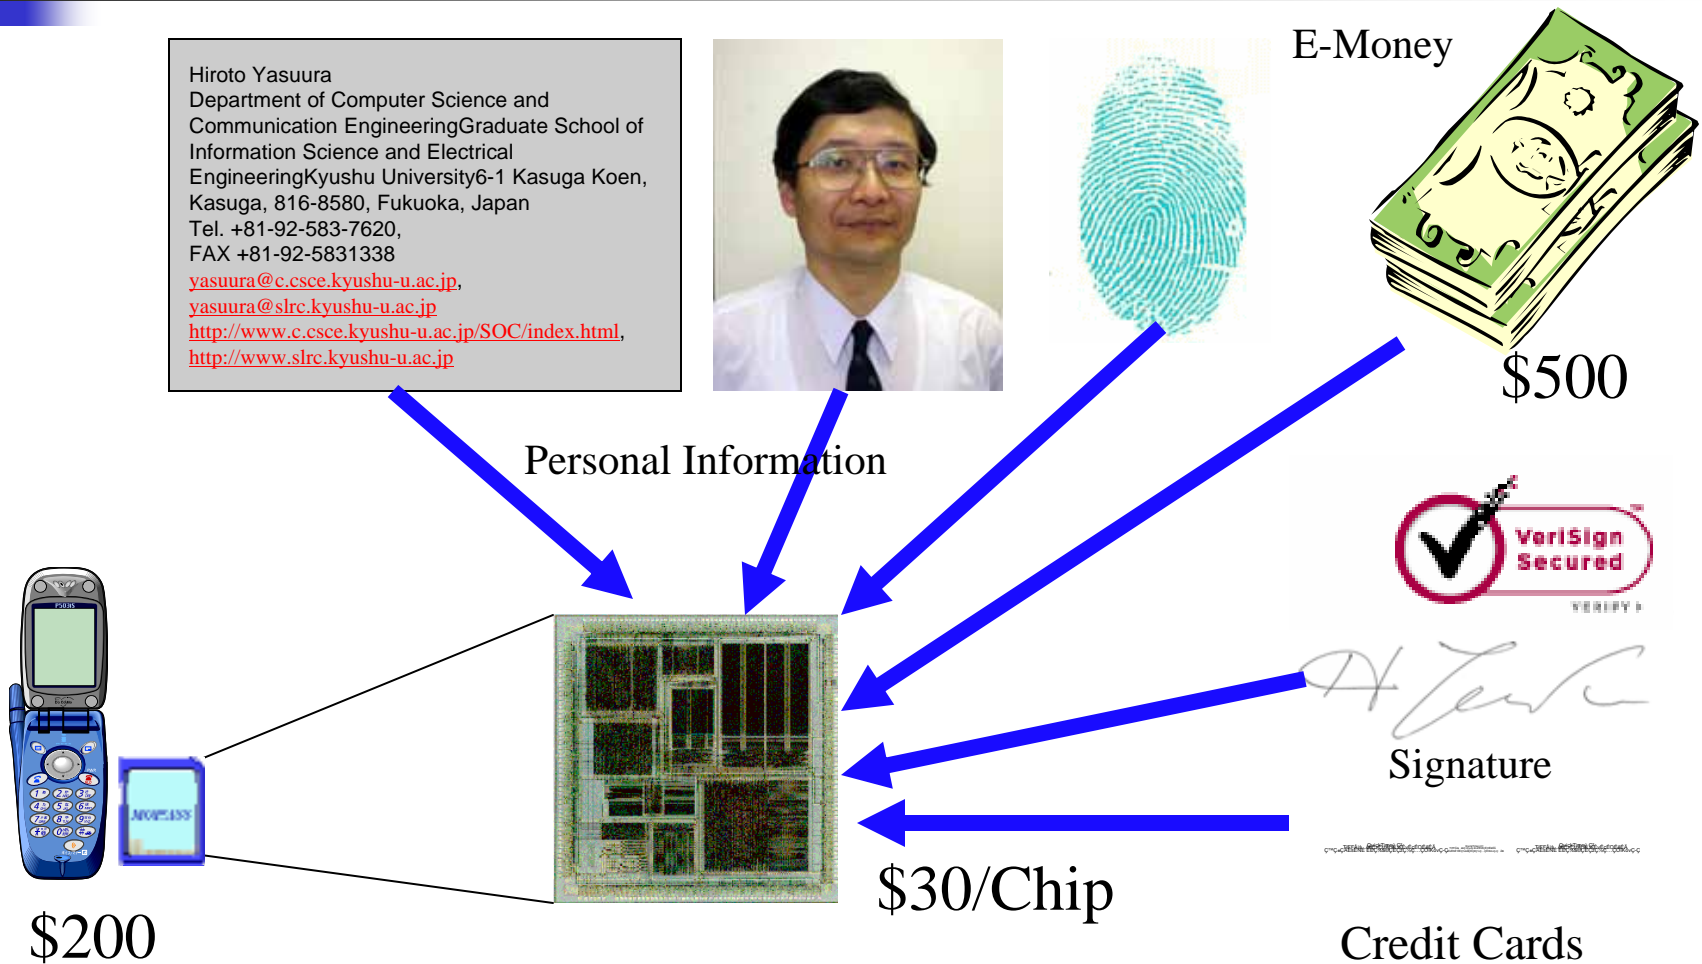 Hiroto Yasuura
Department of Computer Science and
Communication EngineeringGraduate School of
Information Science and Electrical
EngineeringKyushu University6-1 Kasuga Koen,
Kasuga, 816-8580, Fukuoka, Japan
Tel. +81-92-583-7620,
FAX +81-92-5831338
yasuura@c.csce.kyushu-u.ac.jp,
yasuura@slrc.kyushu-u.ac.jp
http://www.c.csce.kyushu-u.ac.jp/SOC/index.html,
http://www.slrc.kyushu-u.ac.jp
E-Money
$500
Personal Information
VeriSign
Secured
VERIFY
Signature
P503iS
$30/Chip
$200
Credit Cards